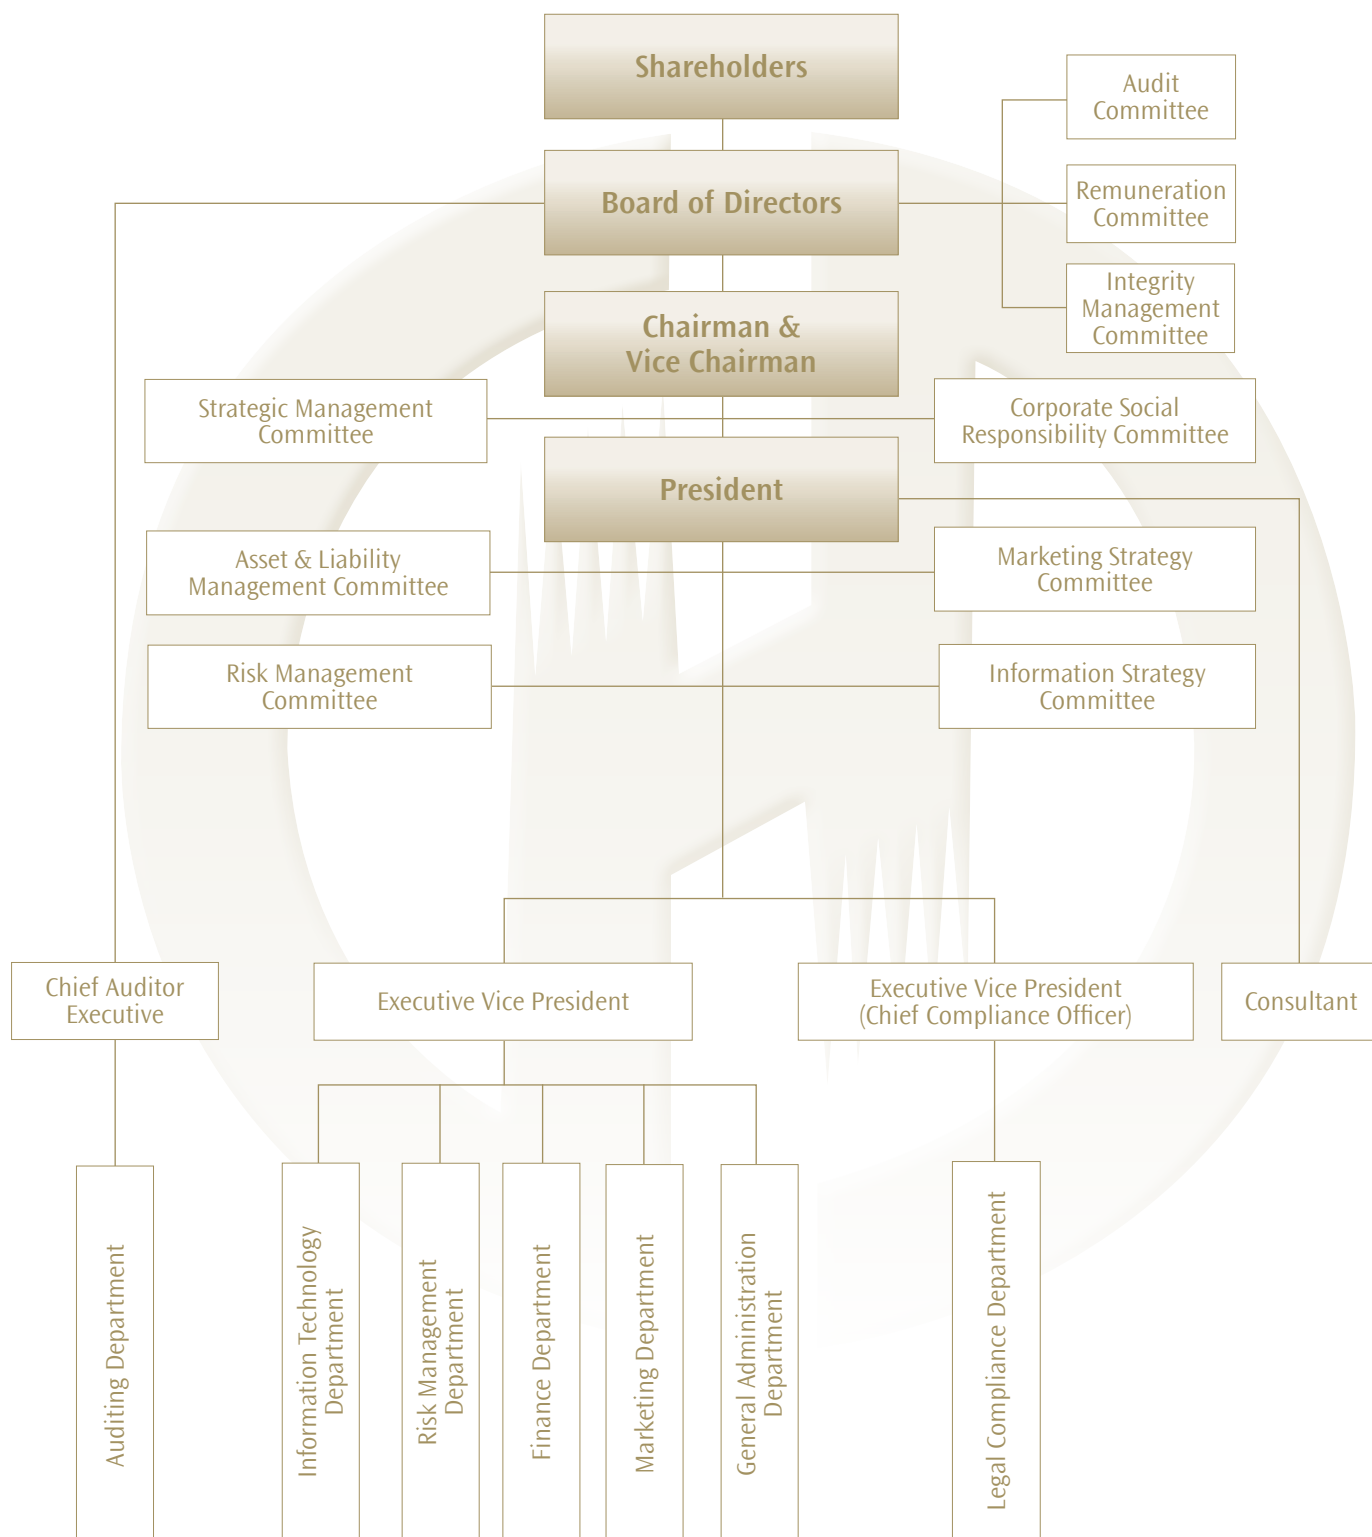 Shareholders
Audit
Committee
Board of Directors
Remuneration
Committee
Integrity
Management
Committee
Chairman &
Vice Chairman
Strategic Management
Committee
Corporate Social
Responsibility Committee
President
Asset & Liability
Management Committee
Marketing Strategy
Committee
Risk Management
Committee
Information Strategy
Committee
Chief Auditor
Executive
Executive Vice President
Executive Vice President
(Chief Compliance Officer)
Consultant
Auditing Department
Information Technology
Department
Risk Management
Department
Finance Department
Marketing Department
General Administration
Department
Legal Compliance Department